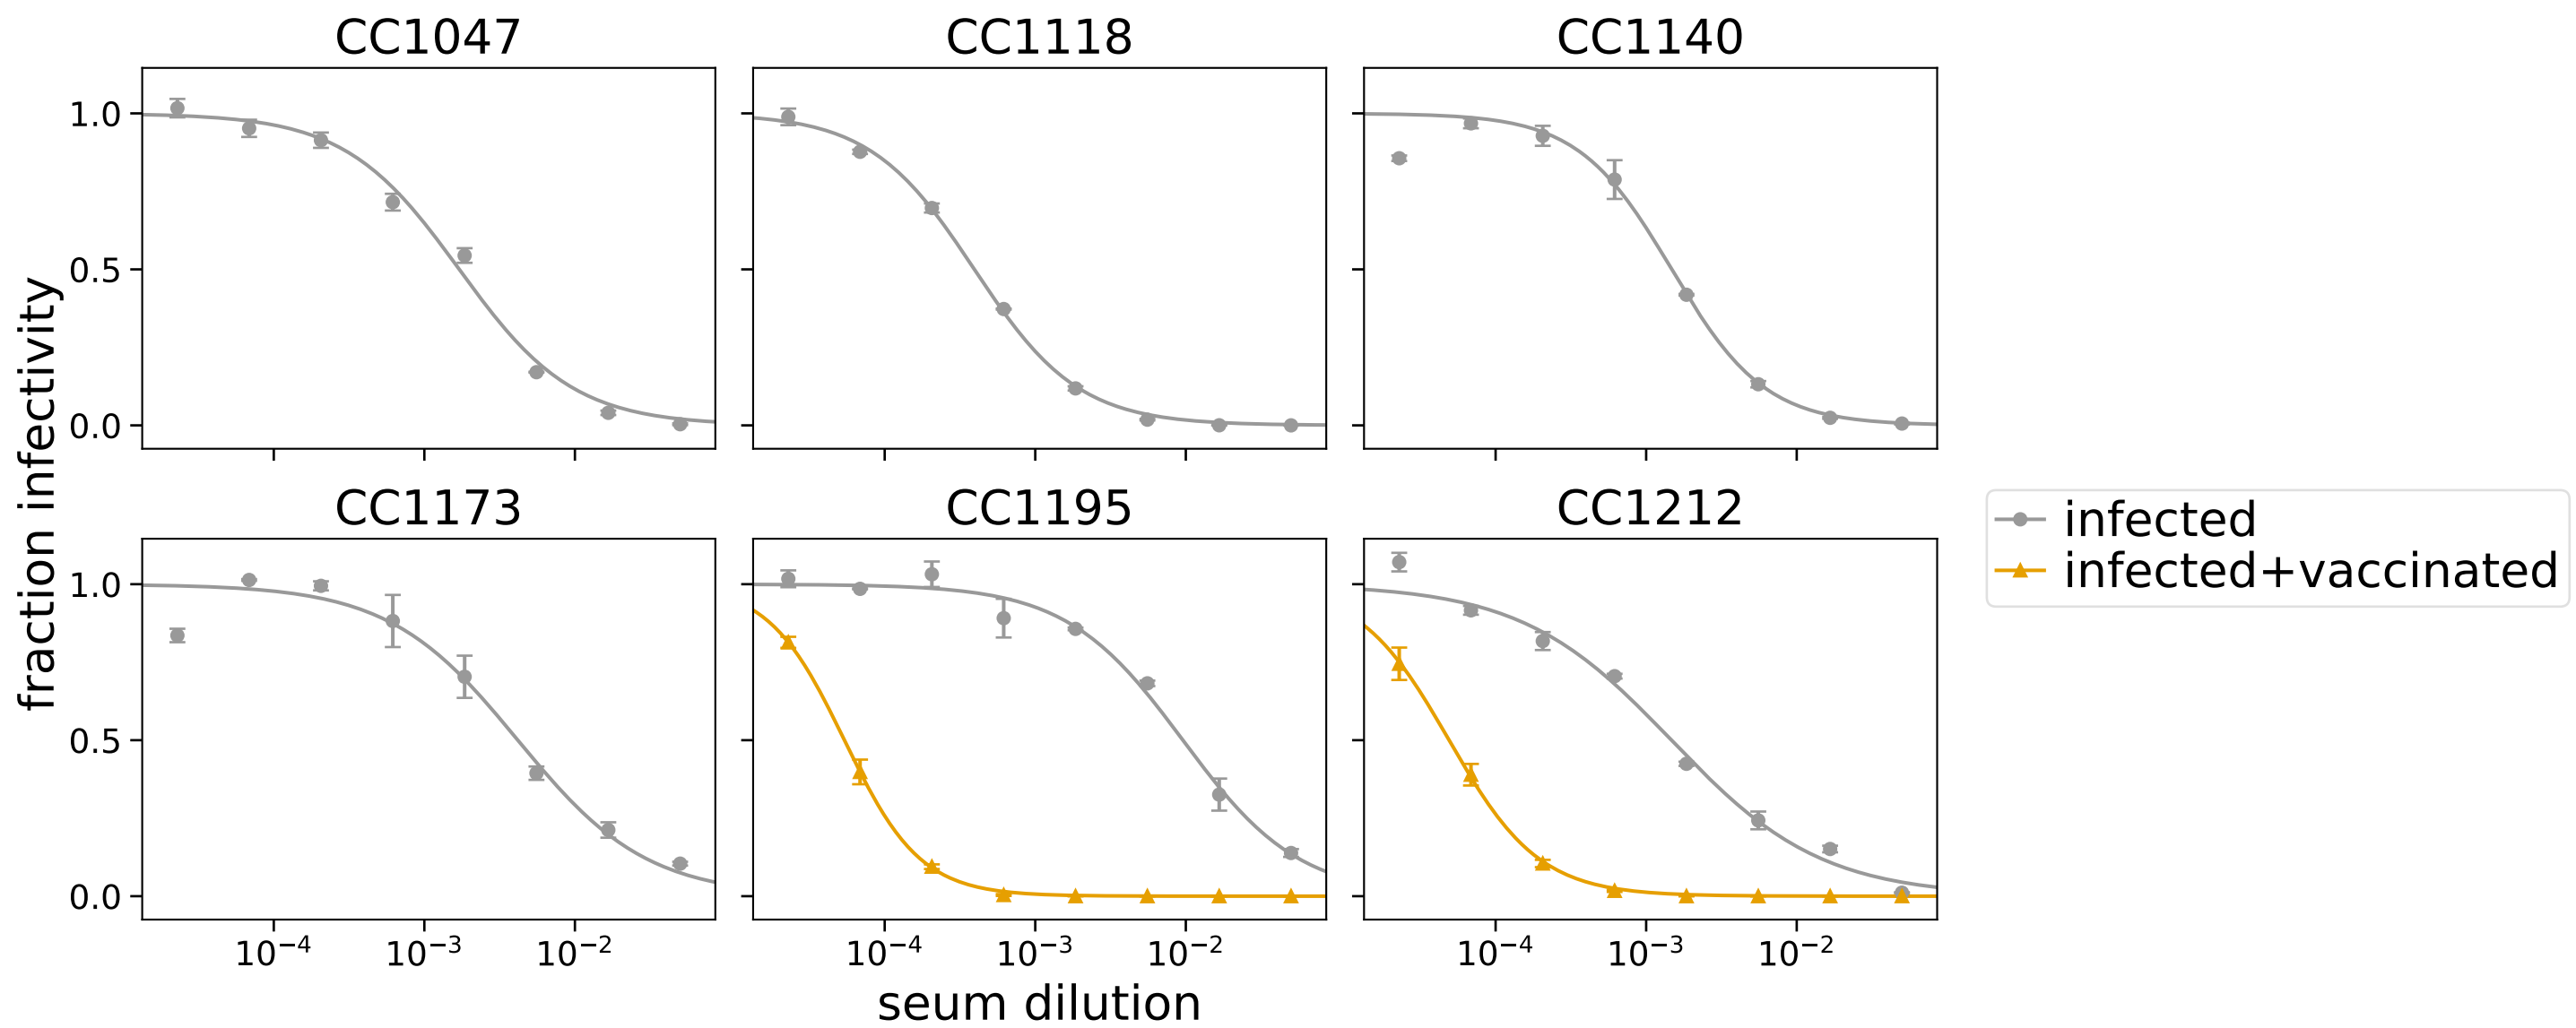 CC1047
CC1118
CC1140
1.0
0.5
0.0
fraction infectivity
CC1173
CC1195
CC1212
infected
infected+vaccinated
1.0
0.5
0.0
10⁻⁴ 10⁻³ 10⁻²
10⁻⁴ 10⁻³ 10⁻²
10⁻⁴ 10⁻³ 10⁻²
seum dilution